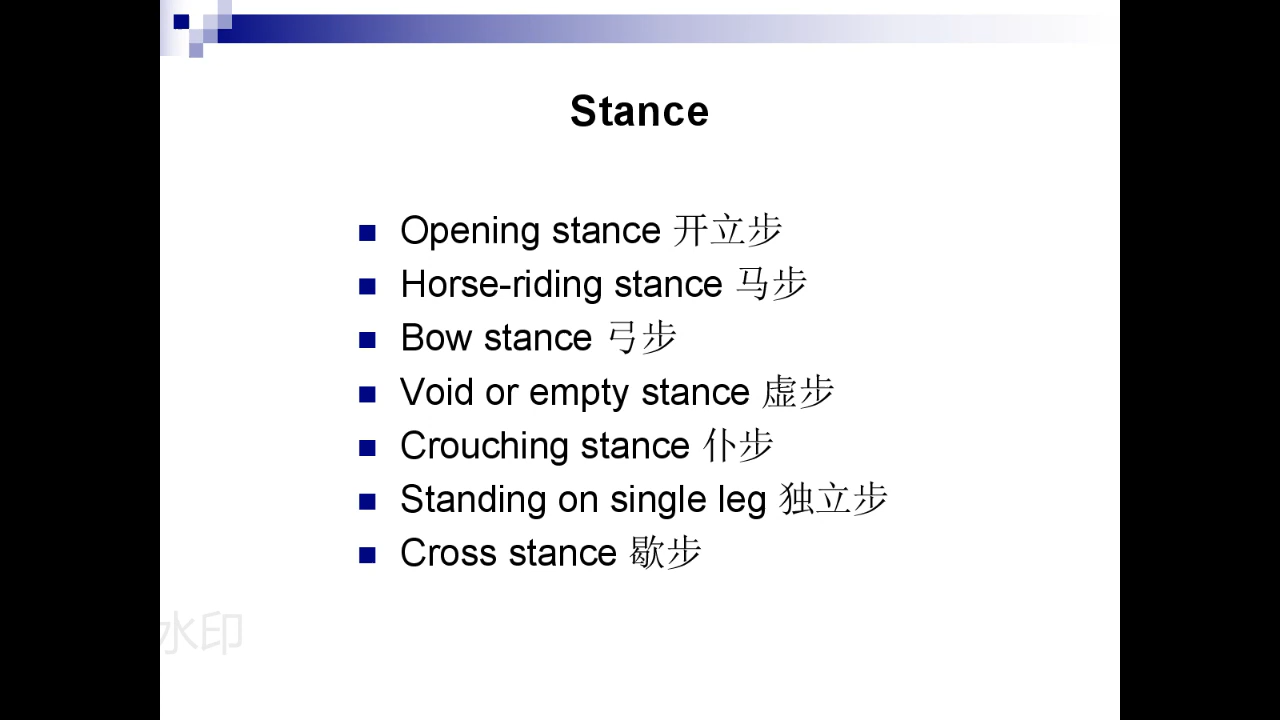 Stance
Opening stance 开立步
Horse-riding stance 马步
Bow stance 弓步
Void or empty stance 虚步
Crouching stance 仆步
Standing on single leg 独立步
Cross stance 歇步
水印